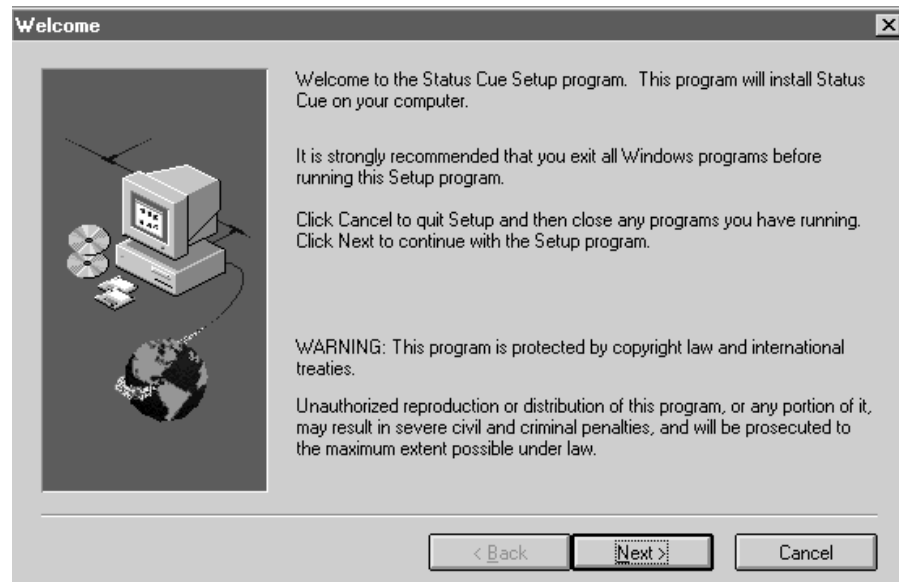 Welcome
Welcome to the Status Cue Setup program. This program will install Status
Cue on your computer.
It is strongly recommended that you exit all Windows programs before
running this Setup program.
Click Cancel to quit Setup and then close any programs you have running.
Click Next to continue with the Setup program.
WARNING: This program is protected by copyright law and international
treaties.
Unauthorized reproduction or distribution of this program, or any portion of it,
may result in severe civil and criminal penalties, and will be prosecuted to
the maximum extent possible under law.
< Back
Next >
Cancel